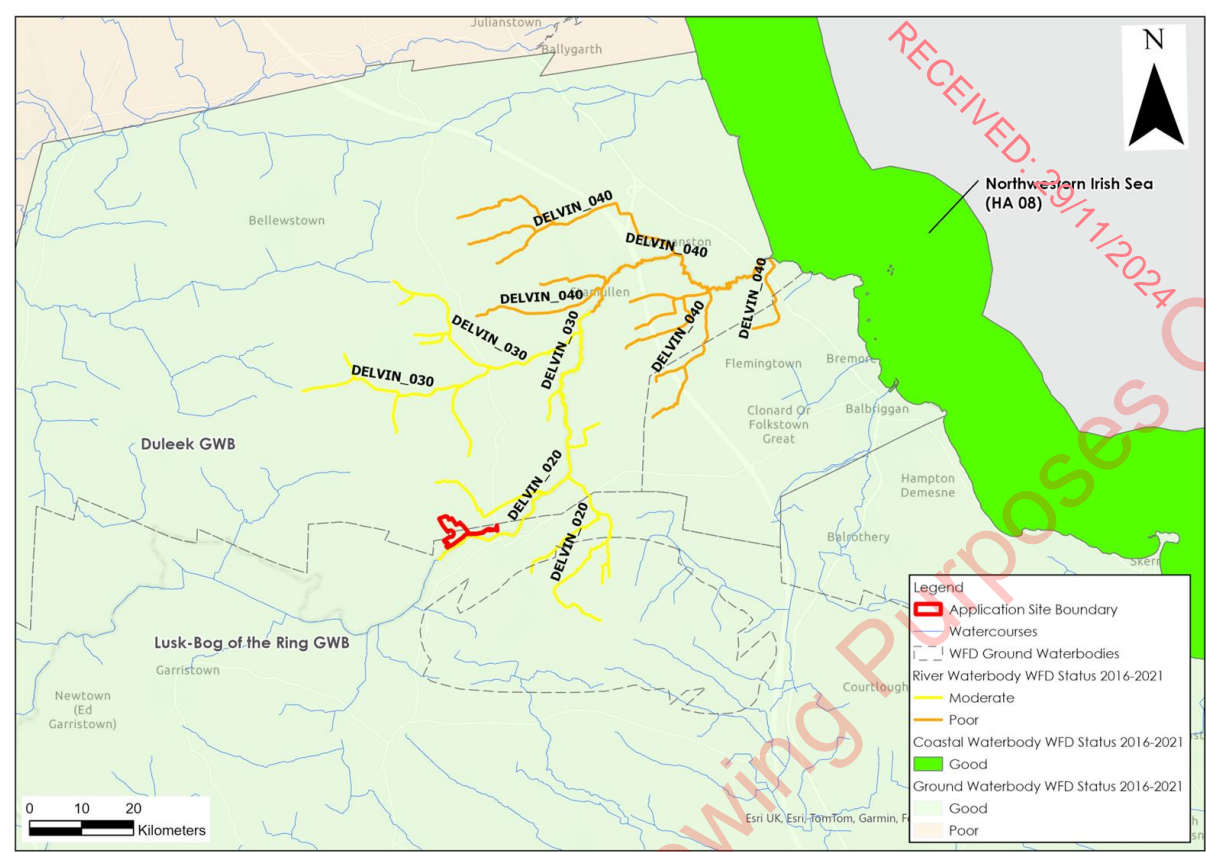 Julianstown
Ballygarth
N
RECEIVED: 29/11/2024
Northwestern Irish Sea
(HA 08)
Bellewstown
DELVIN_040
DELVIN_040
DELVIN_040
DELVIN_040
DELVIN_040
DELVIN_030
DELVIN_030
DELVIN_030
Flemingtown
Bremore
Clonard Or
Folkstown
Great
Balbriggan
Duleek GWB
DELVIN_020
DELVIN_020
Hampton
Demesne
Balrothery
Lusk-Bog of the Ring GWB
Garristown
Newtown
(Ed
Garristown)
Courtlough
Legend
Application Site Boundary
Watercourses
WFD Ground Waterbodies
River Waterbody WFD Status 2016-2021
Moderate
Poor
Coastal Waterbody WFD Status 2016-2021
Good
Ground Waterbody WFD Status 2016-2021
Good
Poor
0 10 20
Kilometers
Esri UK, Esri, TomTom, Garmin,
Purposes